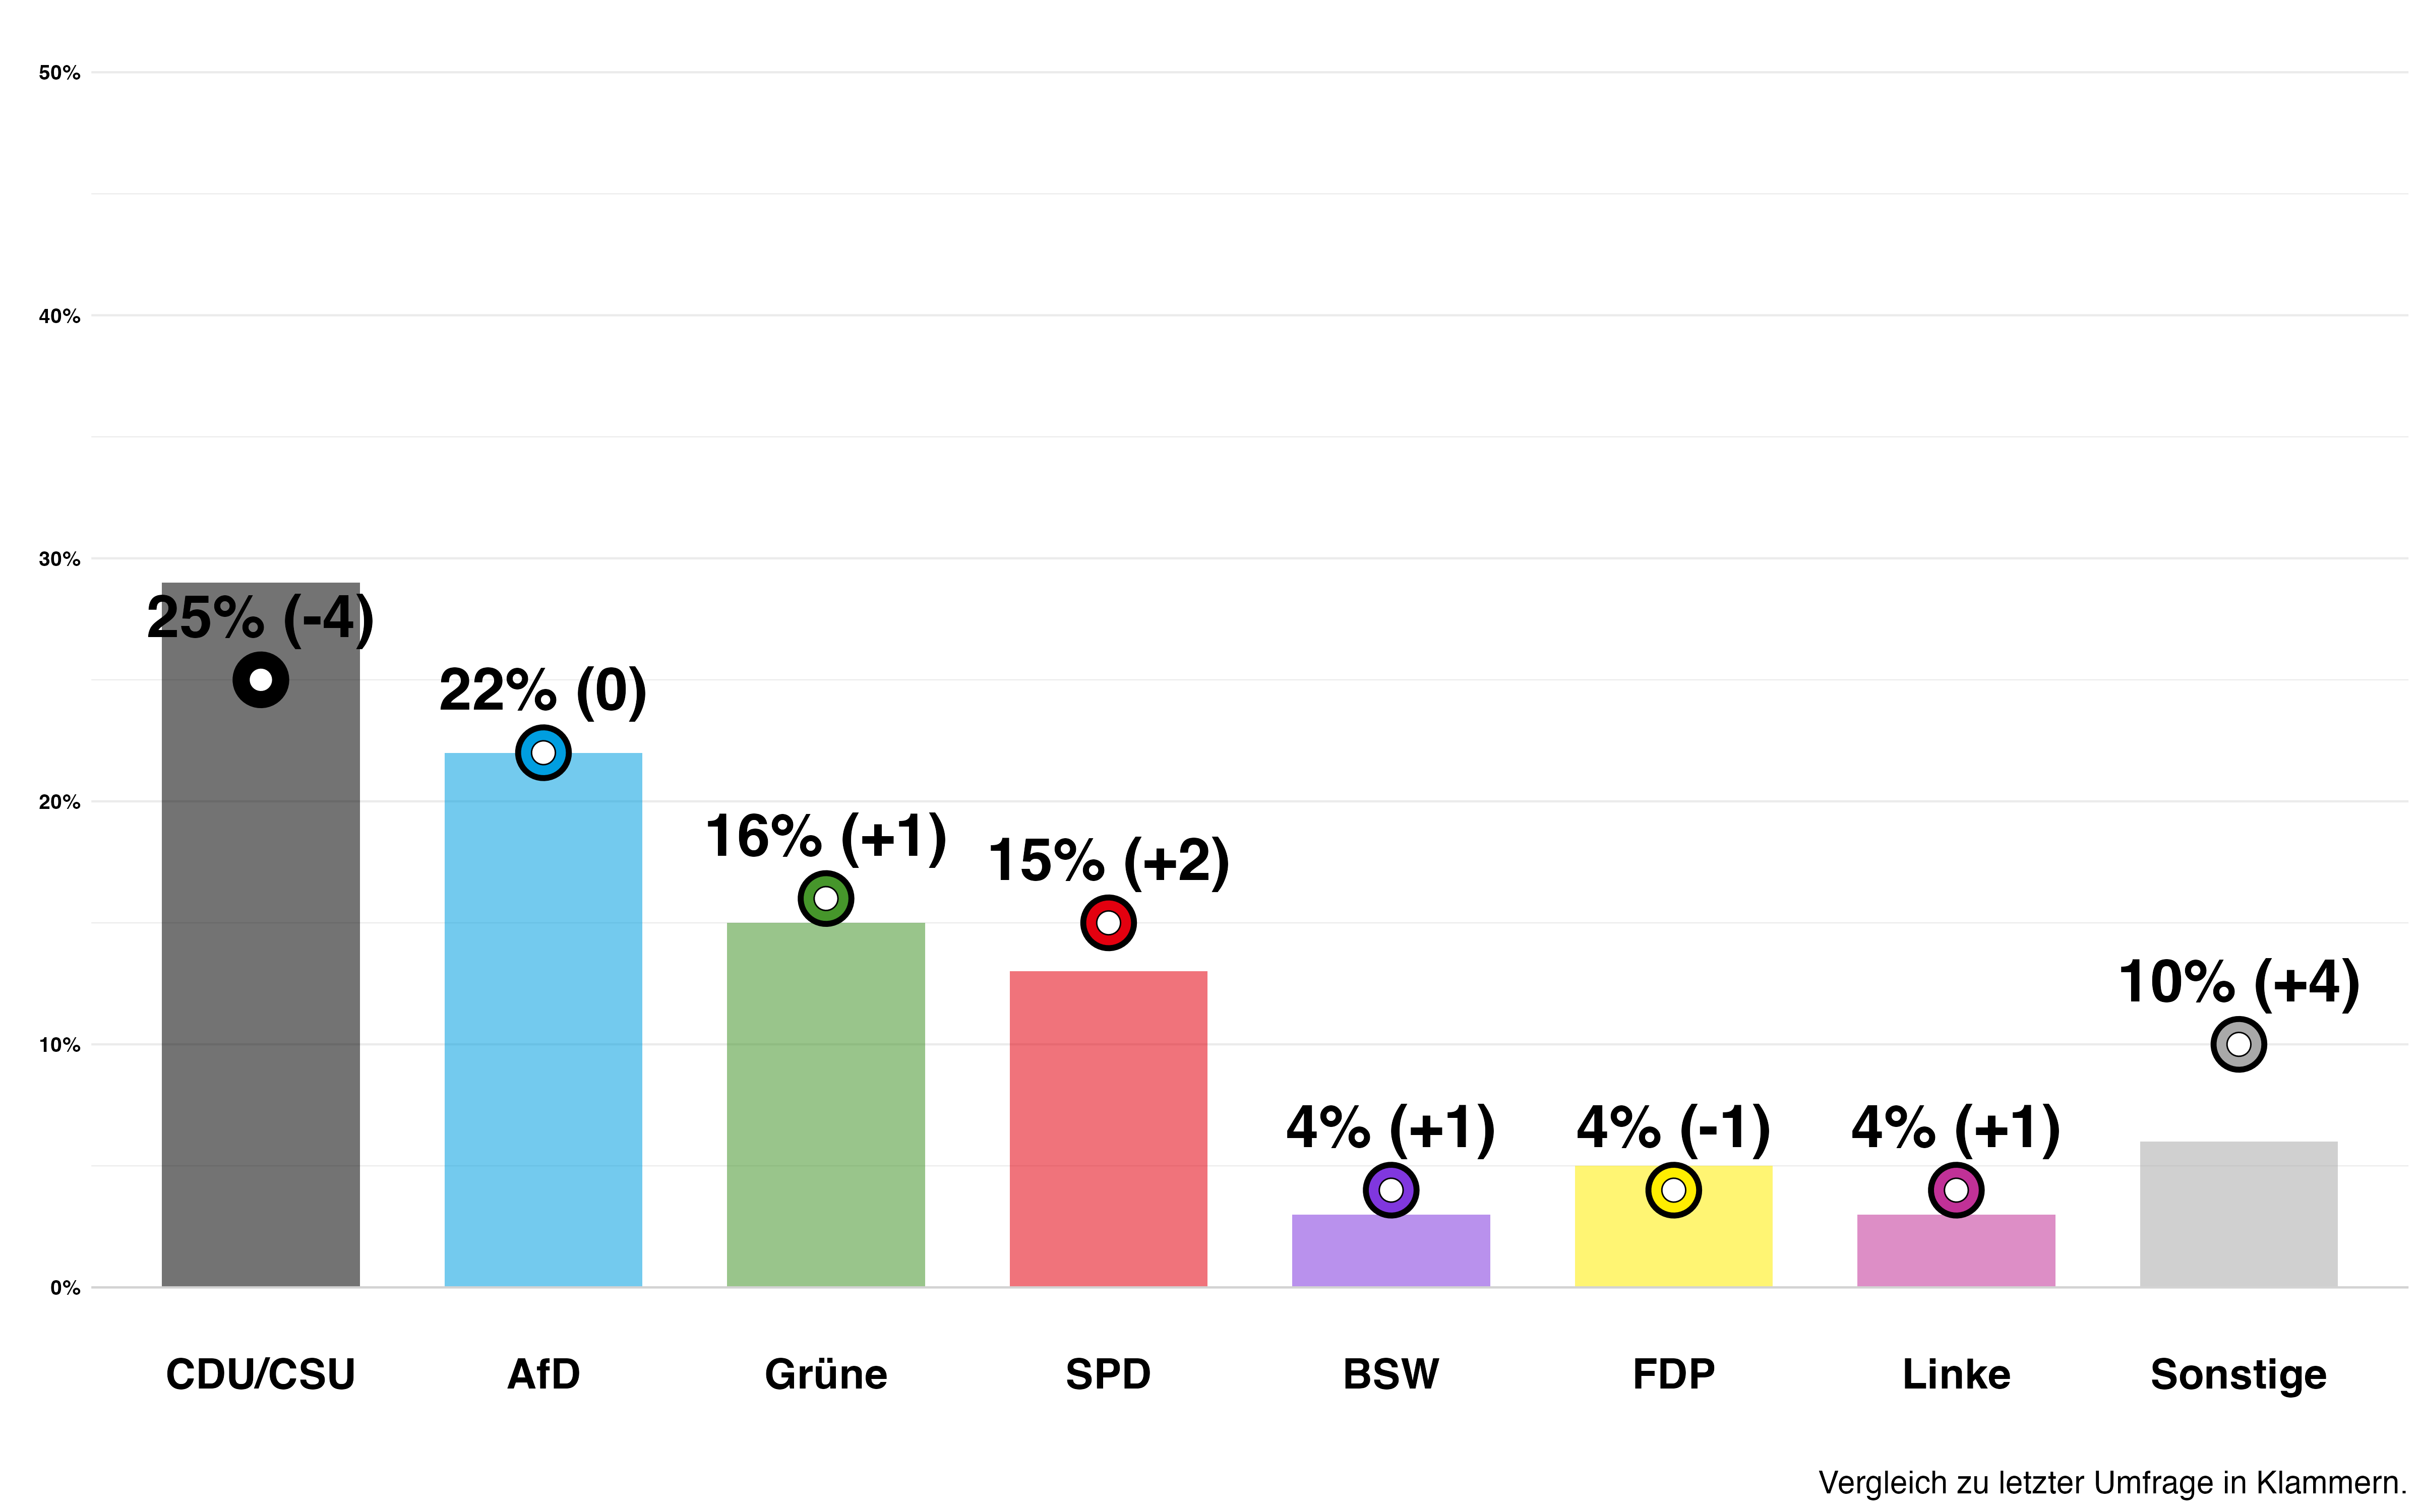 50%
40%
30%
20%
10%
0%
25% (-4)
22% (0)
16% (+1)
15% (+2)
4% (+1)
4% (-1)
4% (+1)
10% (+4)
CDU/CSU
AfD
Grüne
SPD
BSW
FDP
Linke
Sonstige
Vergleich zu letzter Umfrage in Klammern.